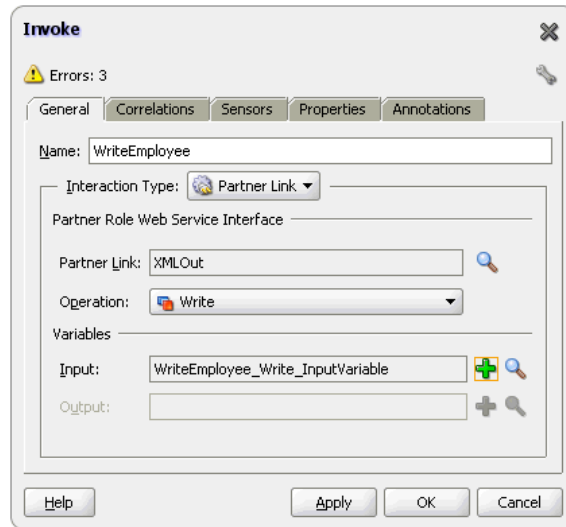 Invoke
Errors: 3
General Correlations Sensors Properties Annotations
Name: WriteEmployee
Interaction Type: Partner Link
Partner Role Web Service Interface
Partner Link: XMLOut
Operation: Write
Variables
Input: WriteEmployee_Write_InputVariable
Output:
Help Apply OK Cancel